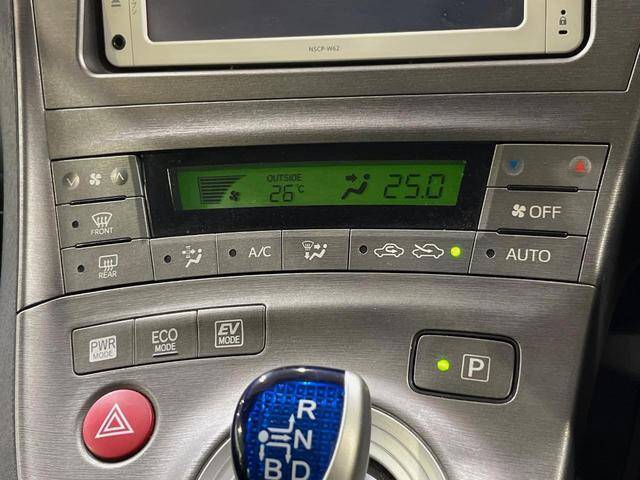 NSCP-W62
OUTSIDE
26°C 25.0
FRONT
OFF
REAR
A/C
AUTO
PWR
MODE
ECO
MODE
EV
MODE
P
R
N
B D